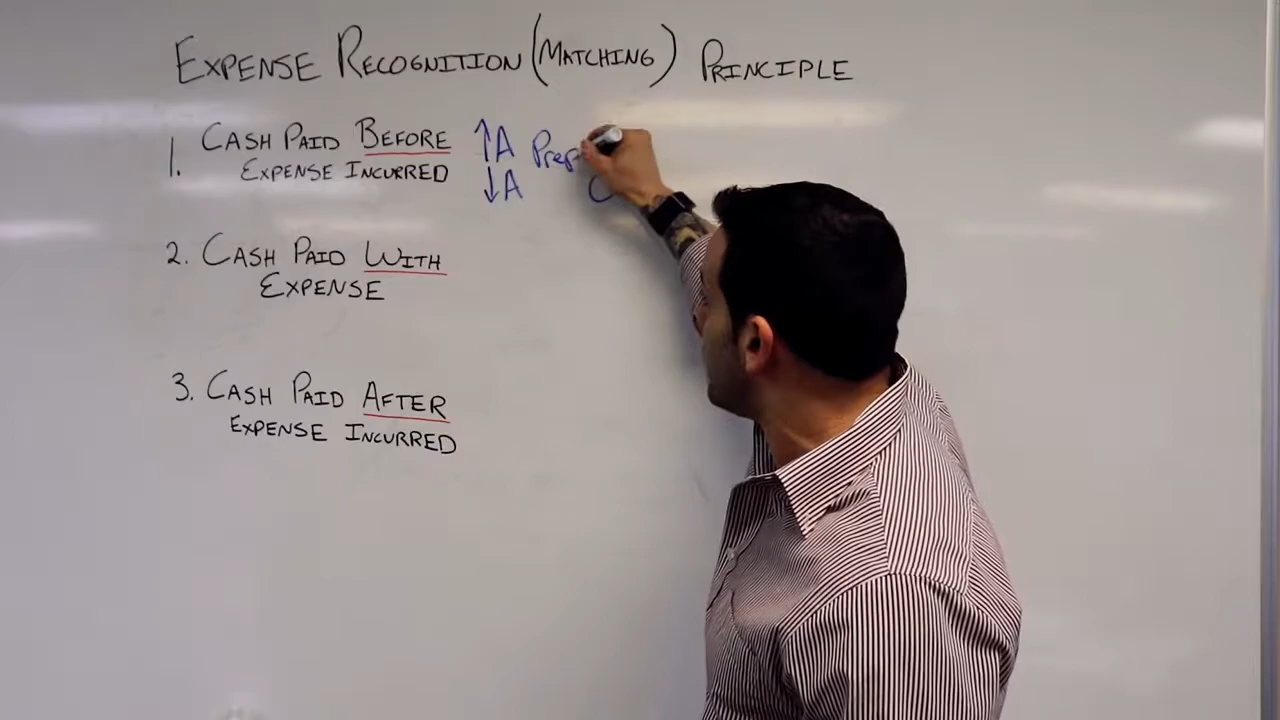 EXPENSE RECOGNITION (MATCHING) PRINCIPLE
1. CASH PAID BEFORE ↑A Prep
EXPENSE INCURRED ↓A C
2. CASH PAID WITH
EXPENSE
3. CASH PAID AFTER
EXPENSE INCURRED